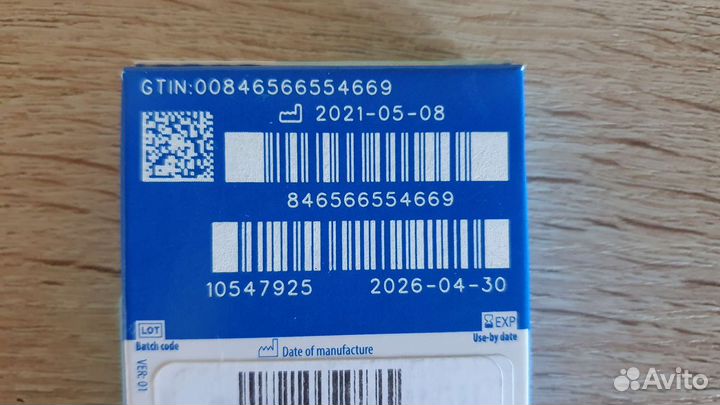 GTIN:00846566554669
2021-05-08
846566554669
10547925 2026-04-30
LOT
EXP
Batch code
Use-by date
Date of manufacture
VER: 01
Avito